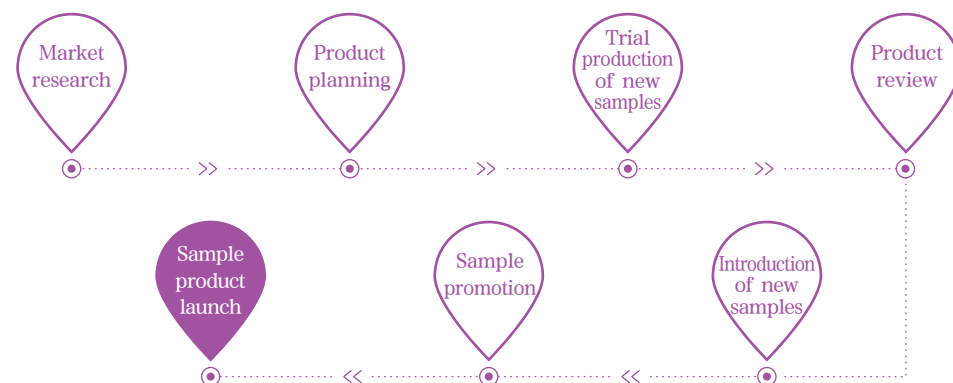 Market
research
Product
planning
Trial
production
of new
samples
Product
review
Introduction
of new
samples
Sample
promotion
Sample
product
launch